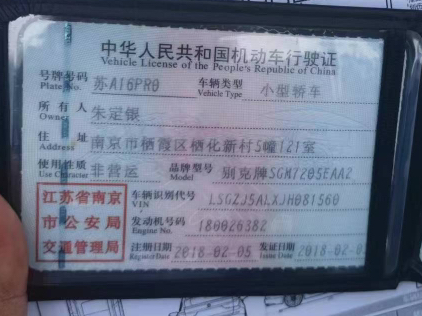 中华人民共和国机动车行驶证
Vehicle License of the People's Republic of China
号牌号码 苏A16PR0 车辆类型 小型轿车
Plate No. Vehicle Type
所有人 朱定银
Owner
住址 南京市栖霞区栖化新村5幢121室
Address
使用性质 非营运 品牌型号 别克牌SGM7205EAA2
Use Character Model
江苏省南京市公安局交通管理局
车辆识别代号 LSGZJ5ALXJH081560
VIN
发动机号码 180026382
Engine No.
注册日期 2018-02-05 发证日期 2018-02-0
Register Date Issue Date